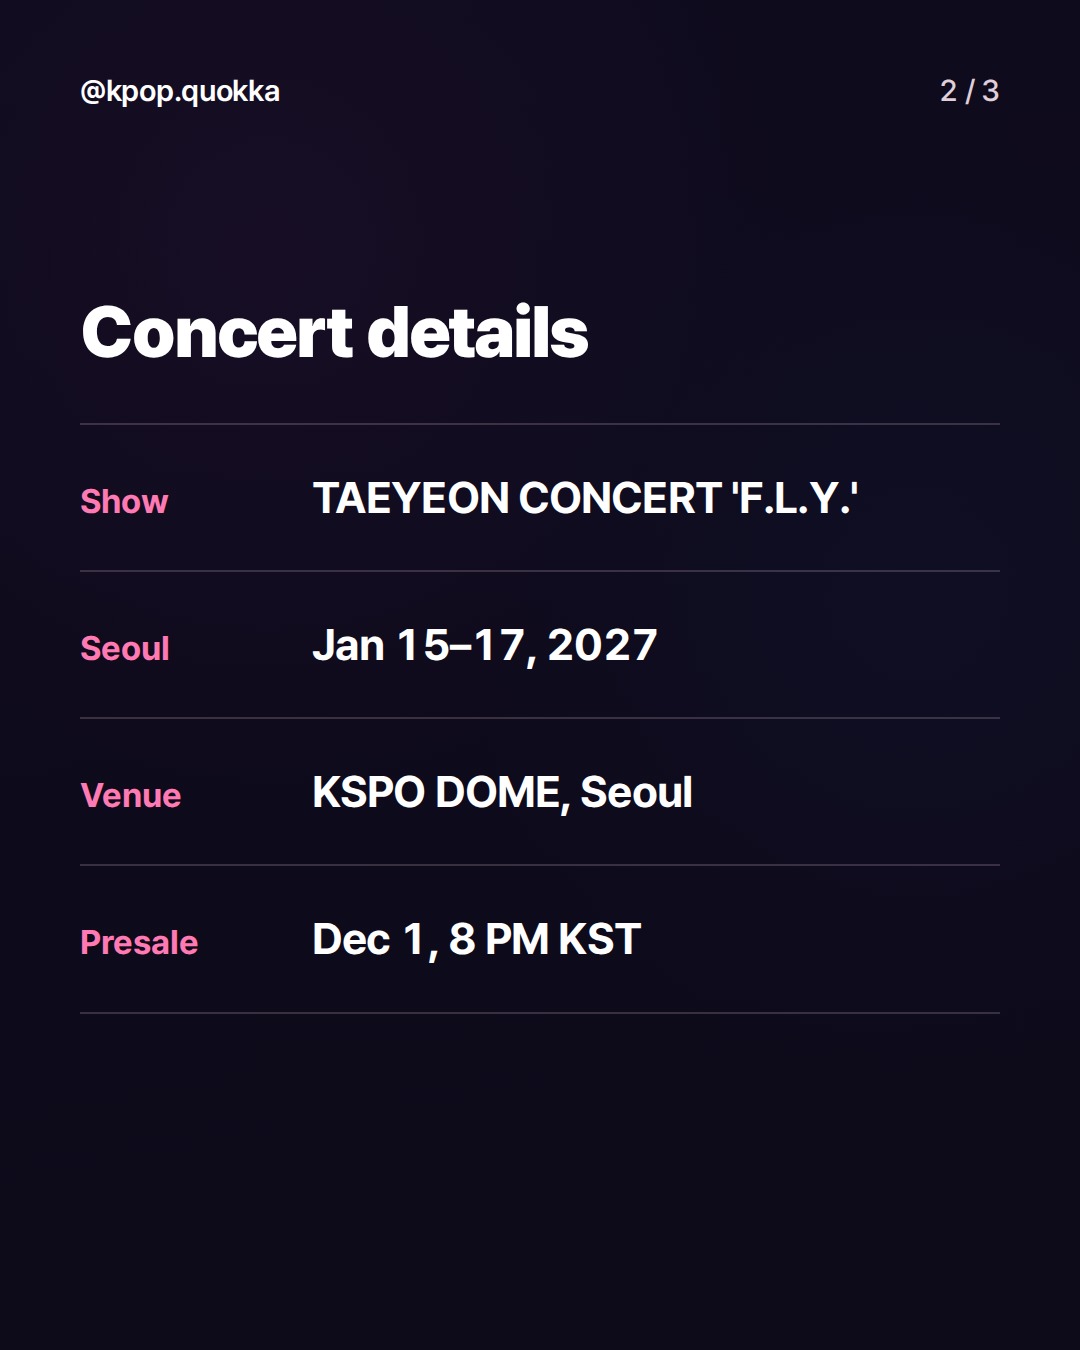 @kpop.quokka
2 / 3
Concert details
Show TAEYEON CONCERT 'F.L.Y.'
Seoul Jan 15–17, 2027
Venue KSPO DOME, Seoul
Presale Dec 1, 8 PM KST